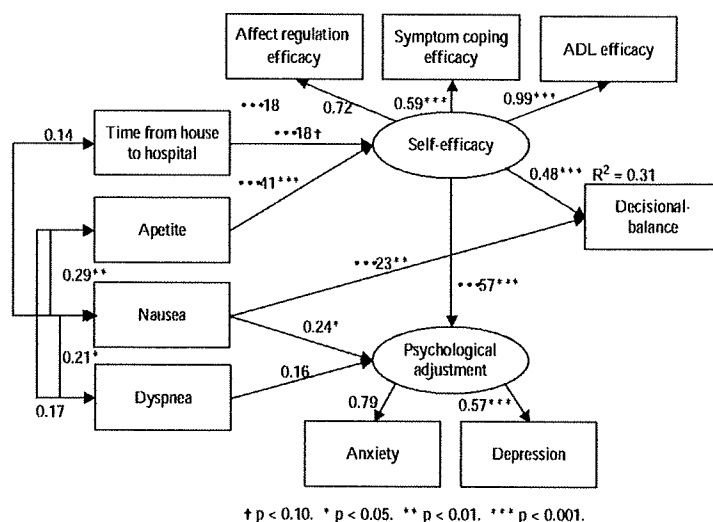 Affect regulation
efficacy
Symptom coping
efficacy
ADL efficacy
•••18
0.72
0.59***
0.99***
0.14
Time from house
to hospital
•••18†
Self-efficacy
•••41***
0.48***
R² = 0.31
Apetite
Decisional-
balance
0.29**
•••23**
Nausea
•••57***
0.24*
0.21*
Psychological
adjustment
0.16
Dyspnea
0.17
0.79
0.57***
Anxiety
Depression
† p < 0.10. * p < 0.05. ** p < 0.01. *** p < 0.001.